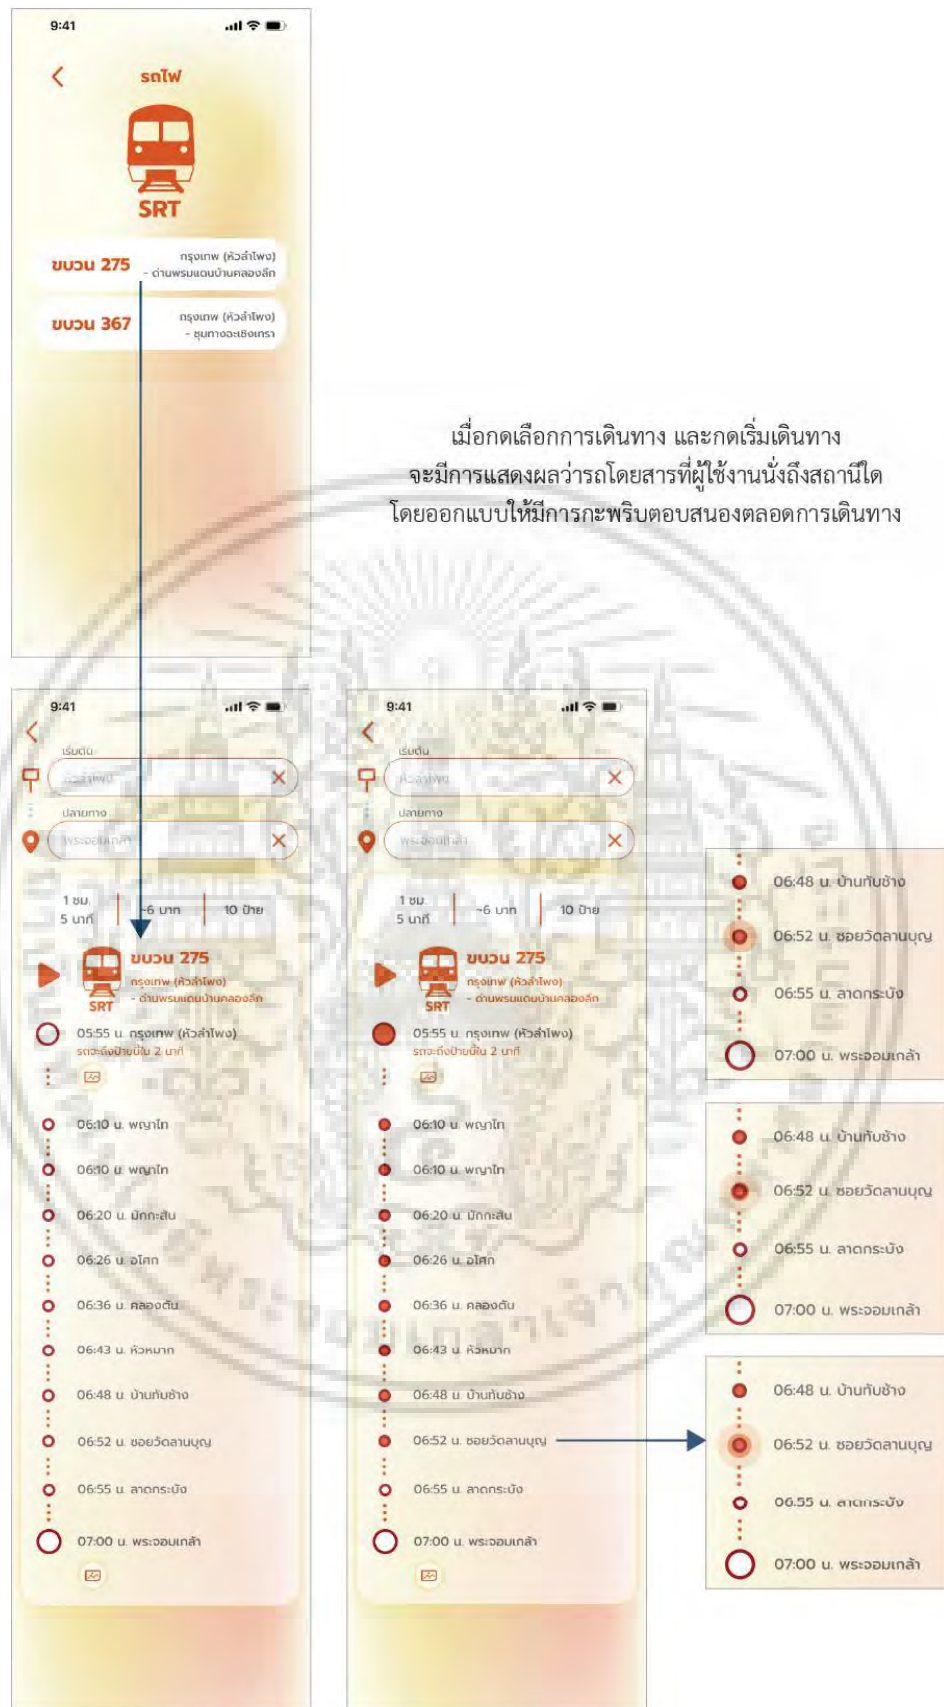 9:41
รถไฟ
SRT
ขบวน 275
กรุงเทพ (หัวลำโพง)
- ด่านพรมแดนบ้านคลองลึก
ขบวน 367
กรุงเทพ (หัวลำโพง)
- ชุมทางฉะเชิงเทรา
เมื่อกดเลือกการเดินทาง และกดเริ่มเดินทาง
จะมีการแสดงผลว่ารถโดยสารที่ผู้ใช้งานนั่งถึงสถานีใด
โดยออกแบบให้มีการกะพริบตอบสนองตลอดการเดินทาง
9:41
เริ่มต้น
หัวลำโพง
ปลายทาง
พระจอมเกล้า
1 ชม.
5 นาที
~6 บาท
10 ป้าย
SRT
ขบวน 275
กรุงเทพ (หัวลำโพง)
- ด่านพรมแดนบ้านคลองลึก
05:55 น. กรุงเทพ (หัวลำโพง)
รถจะถึงป้ายนี้ใน 2 นาที
06:10 น. พญาไท
06:10 น. พญาไท
06:20 น. มักกะสัน
06:26 น. อโศก
06:36 น. คลองตัน
06:43 น. หัวหมาก
06:48 น. บ้านทับช้าง
06:52 น. ซอยวัดลานบุญ
06:55 น. ลาดกระบัง
07:00 น. พระจอมเกล้า
9:41
เริ่มต้น
หัวลำโพง
ปลายทาง
พระจอมเกล้า
1 ชม.
5 นาที
~6 บาท
10 ป้าย
SRT
ขบวน 275
กรุงเทพ (หัวลำโพง)
- ด่านพรมแดนบ้านคลองลึก
05:55 น. กรุงเทพ (หัวลำโพง)
รถจะถึงป้ายนี้ใน 2 นาที
06:10 น. พญาไท
06:10 น. พญาไท
06:20 น. มักกะสัน
06:26 น. อโศก
06:36 น. คลองตัน
06:43 น. หัวหมาก
06:48 น. บ้านทับช้าง
06:52 น. ซอยวัดลานบุญ
06:55 น. ลาดกระบัง
07:00 น. พระจอมเกล้า
06:48 น. บ้านทับช้าง
06:52 น. ซอยวัดลานบุญ
06:55 น. ลาดกระบัง
07:00 น. พระจอมเกล้า
06:48 น. บ้านทับช้าง
06:52 น. ซอยวัดลานบุญ
06:55 น. ลาดกระบัง
07:00 น. พระจอมเกล้า
06:48 น. บ้านทับช้าง
06:52 น. ซอยวัดลานบุญ
06:55 น. ลาดกระบัง
07:00 น. พระจอมเกล้า